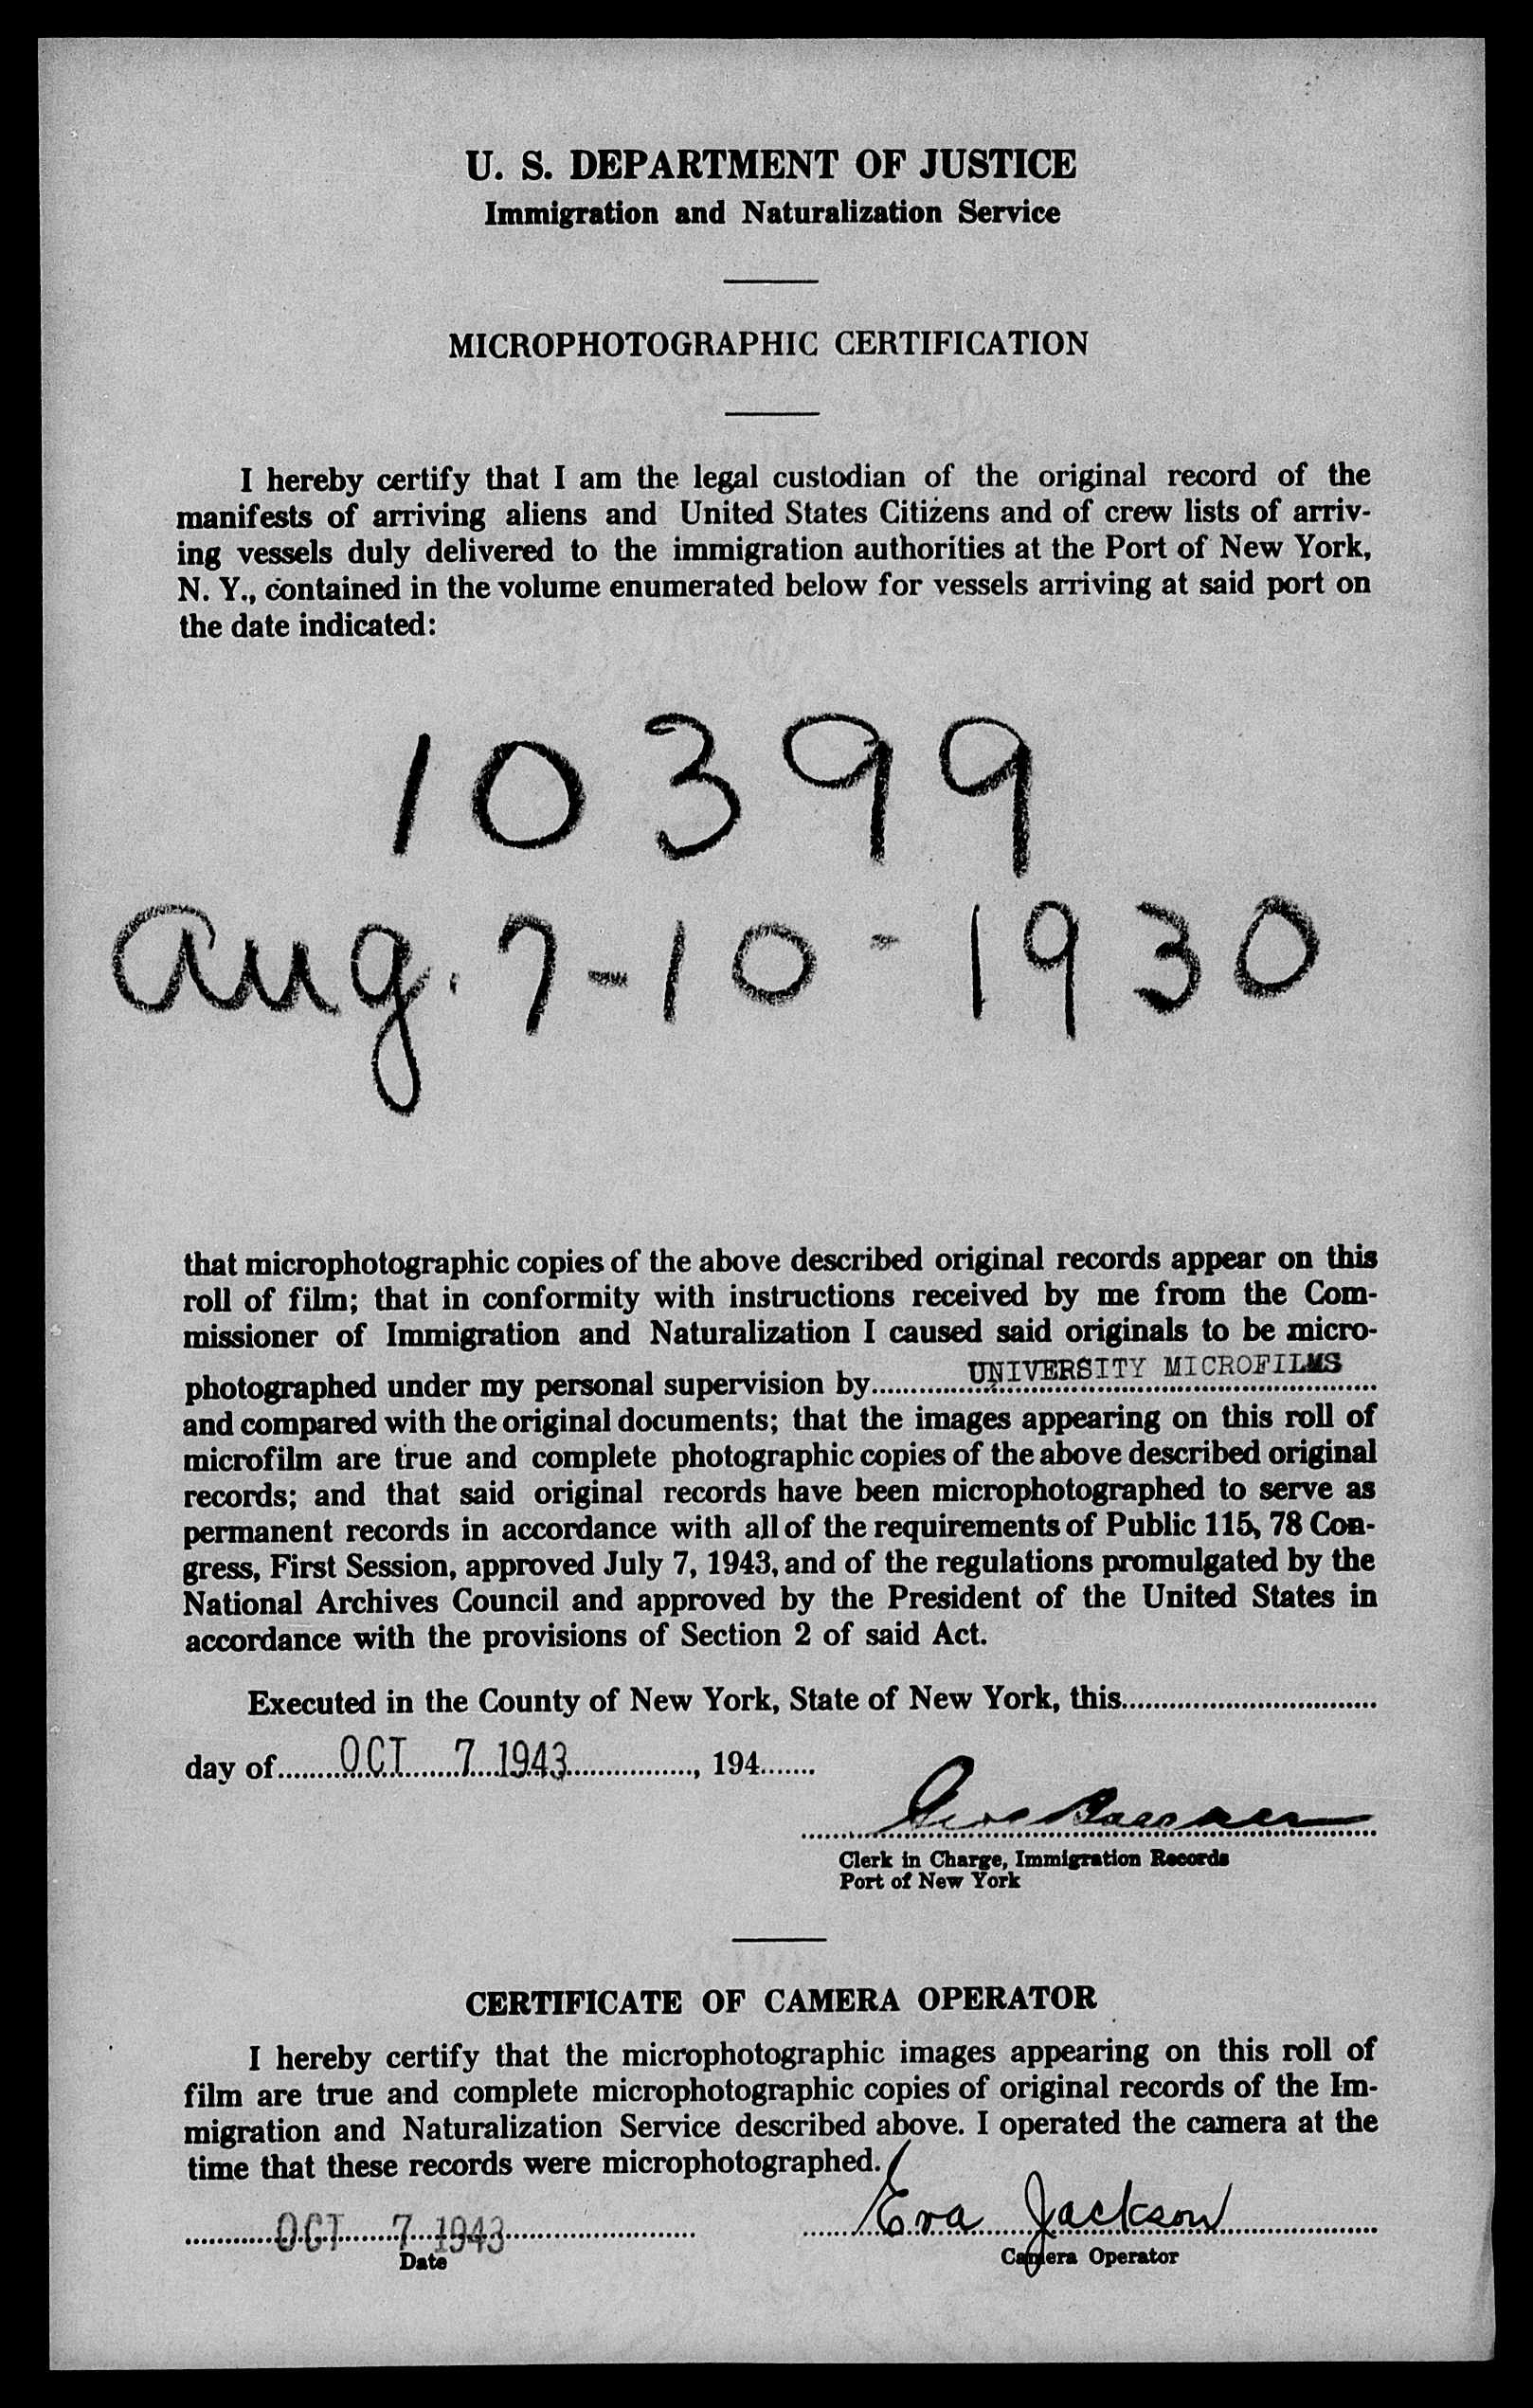 U. S. DEPARTMENT OF JUSTICE
Immigration and Naturalization Service
MICROPHOTOGRAPHIC CERTIFICATION
I hereby certify that I am the legal custodian of the original record of the
manifests of arriving aliens and United States Citizens and of crew lists of arriv-
ing vessels duly delivered to the immigration authorities at the Port of New York,
N. Y., contained in the volume enumerated below for vessels arriving at said port on
the date indicated:
10399
Aug. 7-10-1930
that microphotographic copies of the above described original records appear on this
roll of film; that in conformity with instructions received by me from the Com-
missioner of Immigration and Naturalization I caused said originals to be micro-
photographed under my personal supervision by UNIVERSITY MICROFILMS
and compared with the original documents; that the images appearing on this roll of
microfilm are true and complete photographic copies of the above described original
records; and that said original records have been microphotographed to serve as
permanent records in accordance with all of the requirements of Public 115, 78 Con-
gress, First Session, approved July 7, 1943, and of the regulations promulgated by the
National Archives Council and approved by the President of the United States in
accordance with the provisions of Section 2 of said Act.
Executed in the County of New York, State of New York, this
day of OCT 7 1943, 194
Clerk in Charge, Immigration Records
Port of New York
CERTIFICATE OF CAMERA OPERATOR
I hereby certify that the microphotographic images appearing on this roll of
film are true and complete microphotographic copies of original records of the Im-
migration and Naturalization Service described above. I operated the camera at the
time that these records were microphotographed.
OCT 7 1943 Eva Jackson
Date Camera Operator